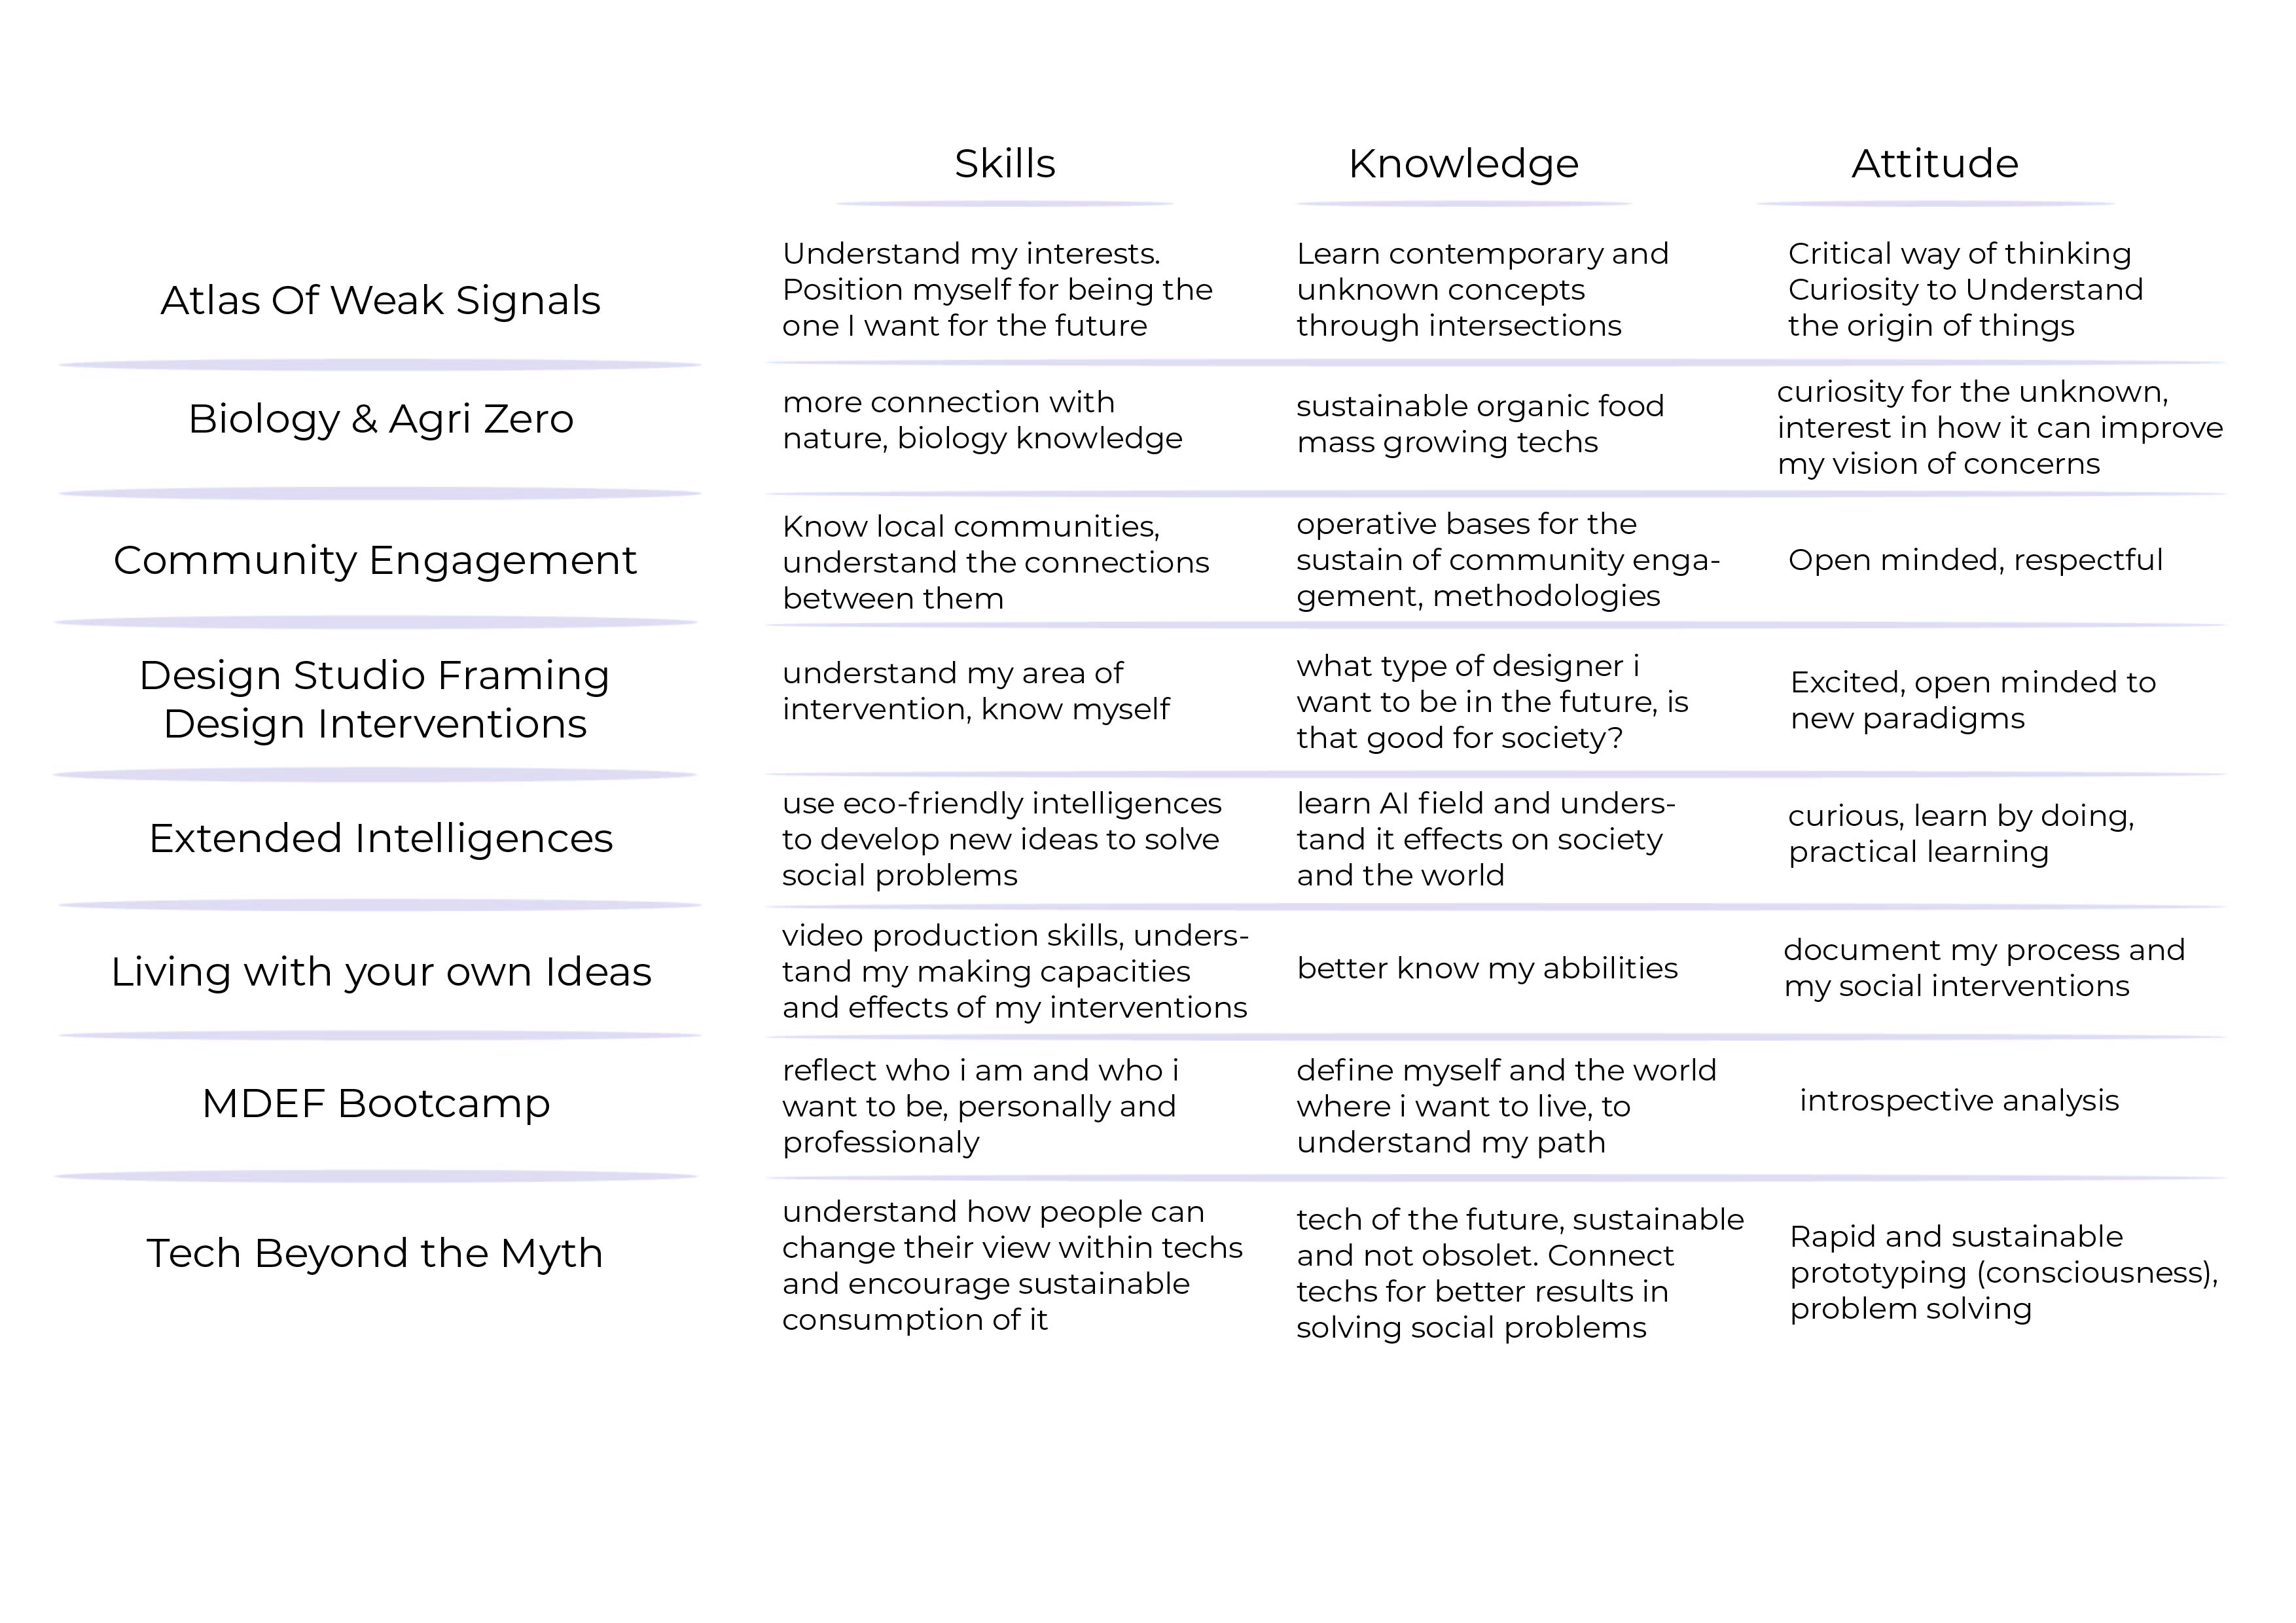 Skills
Knowledge
Attitude
Atlas Of Weak Signals
Understand my interests.
Position myself for being the
one I want for the future
Learn contemporary and
unknown concepts
through intersections
Critical way of thinking
Curiosity to Understand
the origin of things
Biology & Agri Zero
more connection with
nature, biology knowledge
sustainable organic food
mass growing techs
curiosity for the unknown,
interest in how it can improve
my vision of concerns
Community Engagement
Know local communities,
understand the connections
between them
operative bases for the
sustain of community enga-
gement, methodologies
Open minded, respectful
Design Studio Framing
Design Interventions
understand my area of
intervention, know myself
what type of designer i
want to be in the future, is
that good for society?
Excited, open minded to
new paradigms
Extended Intelligences
use eco-friendly intelligences
to develop new ideas to solve
social problems
learn AI field and unders-
tand it effects on society
and the world
curious, learn by doing,
practical learning
Living with your own Ideas
video production skills, unders-
tand my making capacities
and effects of my interventions
better know my abbilities
document my process and
my social interventions
MDEF Bootcamp
reflect who i am and who i
want to be, personally and
professionaly
define myself and the world
where i want to live, to
understand my path
introspective analysis
Tech Beyond the Myth
understand how people can
change their view within techs
and encourage sustainable
consumption of it
tech of the future, sustainable
and not obsolet. Connect
techs for better results in
solving social problems
Rapid and sustainable
prototyping (consciousness),
problem solving